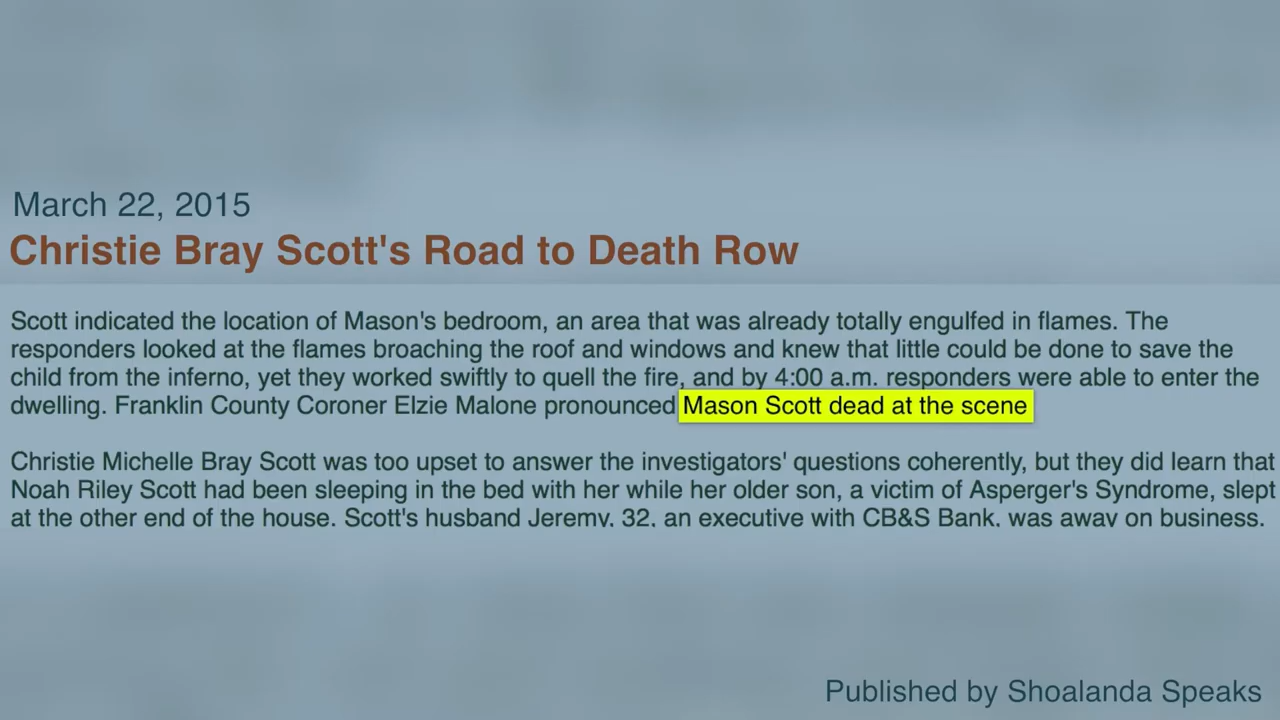 March 22, 2015
Christie Bray Scott's Road to Death Row
Scott indicated the location of Mason's bedroom, an area that was already totally engulfed in flames. The
responders looked at the flames broaching the roof and windows and knew that little could be done to save the
child from the inferno, yet they worked swiftly to quell the fire, and by 4:00 a.m. responders were able to enter the
dwelling. Franklin County Coroner Elzie Malone pronounced Mason Scott dead at the scene
Christie Michelle Bray Scott was too upset to answer the investigators' questions coherently, but they did learn that
Noah Riley Scott had been sleeping in the bed with her while her older son, a victim of Asperger's Syndrome, slept
at the other end of the house. Scott's husband Jeremy, 32, an executive with CB&S Bank, was away on business.
Published by Shoalanda Speaks